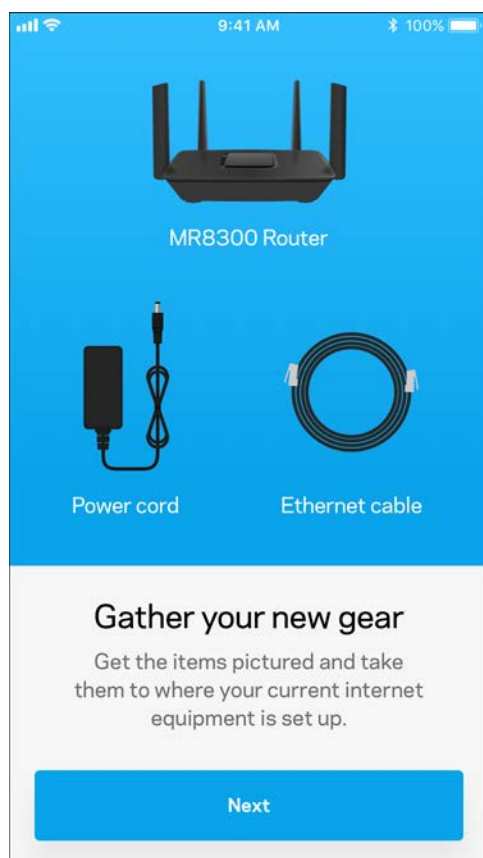 9:41 AM
100%
MR8300 Router
Power cord
Ethernet cable
Gather your new gear
Get the items pictured and take
them to where your current internet
equipment is set up.
Next